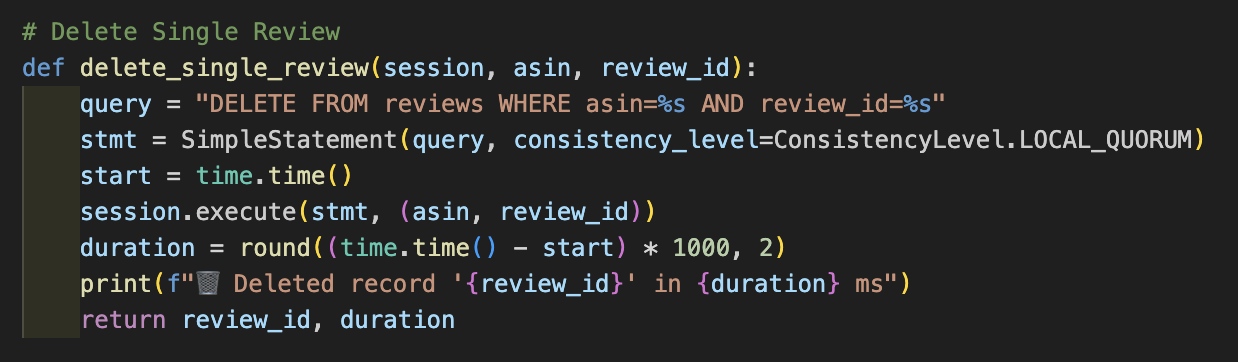 # Delete Single Review
def delete_single_review(session, asin, review_id):
    query = "DELETE FROM reviews WHERE asin=%s AND review_id=%s"
    stmt = SimpleStatement(query, consistency_level=ConsistencyLevel.LOCAL_QUORUM)
    start = time.time()
    session.execute(stmt, (asin, review_id))
    duration = round((time.time() - start) * 1000, 2)
    print(f"🗑️ Deleted record '{review_id}' in {duration} ms")
    return review_id, duration